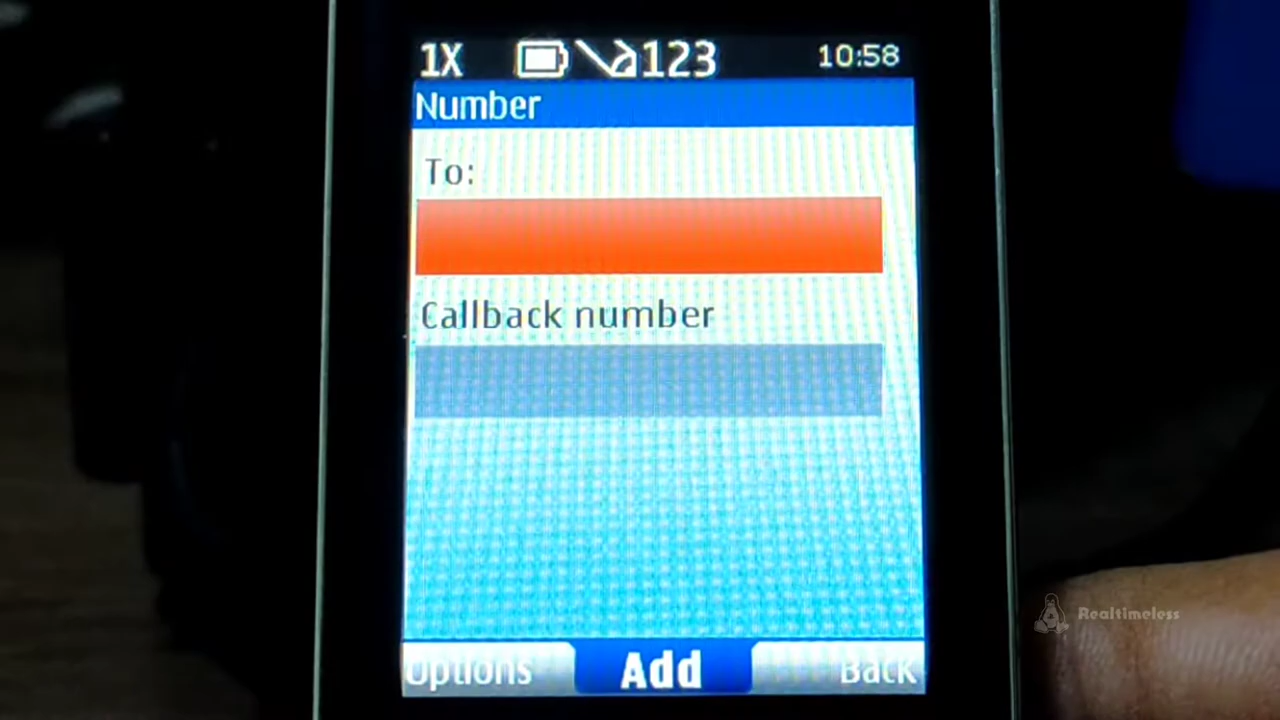 1X 123 10:58
Number
To:
Callback number
Options Add Back
Realtimeless